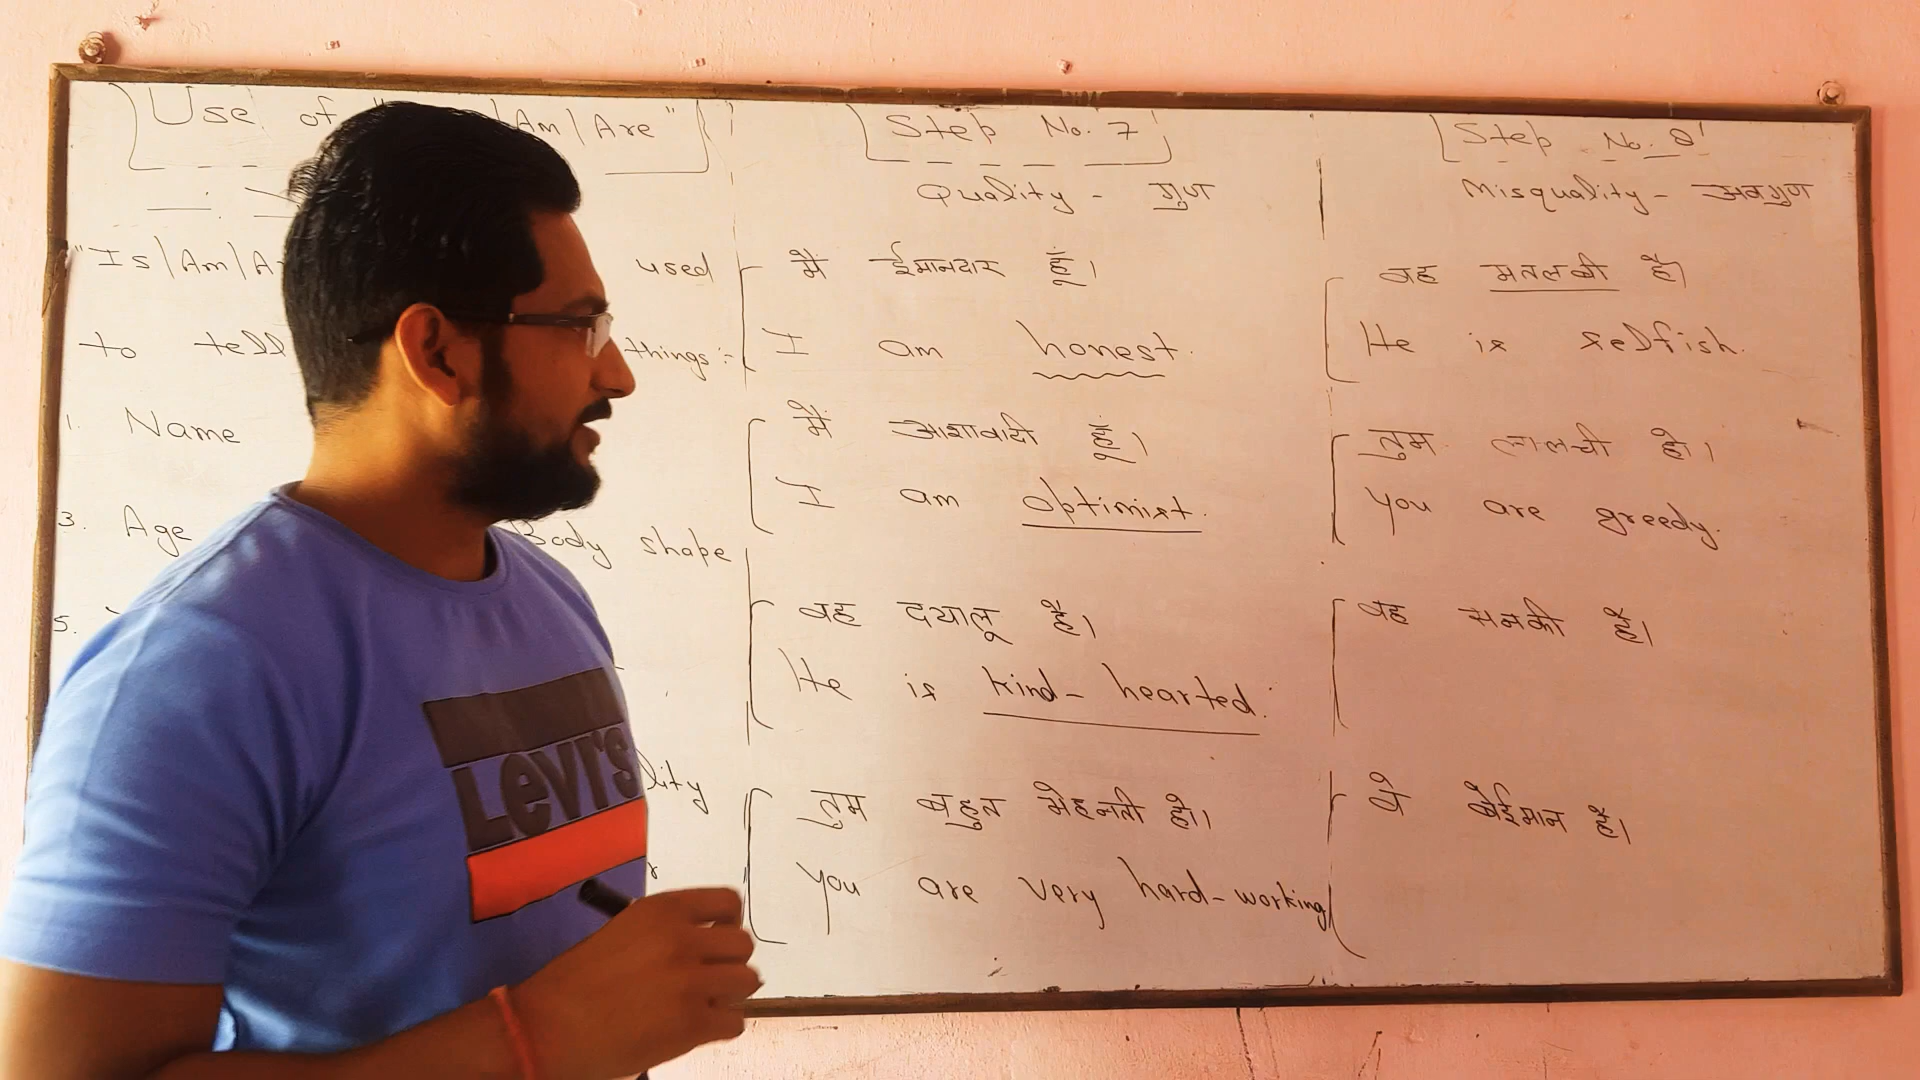 Use of "     |Am|Are"
"Is|Am|A      used
to tell      things:-
1. Name
3. Age      Body shape
5.
lity
Levi's
Step No. 7
Quality - गुण
मैं ईमानदार हूँ।
I am honest.
मैं आशावादी हूँ।
I am optimist.
वह दयालू है।
He is kind-hearted.
तुम बहुत मेहनती हो।
You are very hard-working
Step No. 8
Misquality - अवगुण
वह मतलबी है।
He is selfish.
तुम लालची हो।
You are greedy.
वह सनकी है।
वे बेईमान हैं।